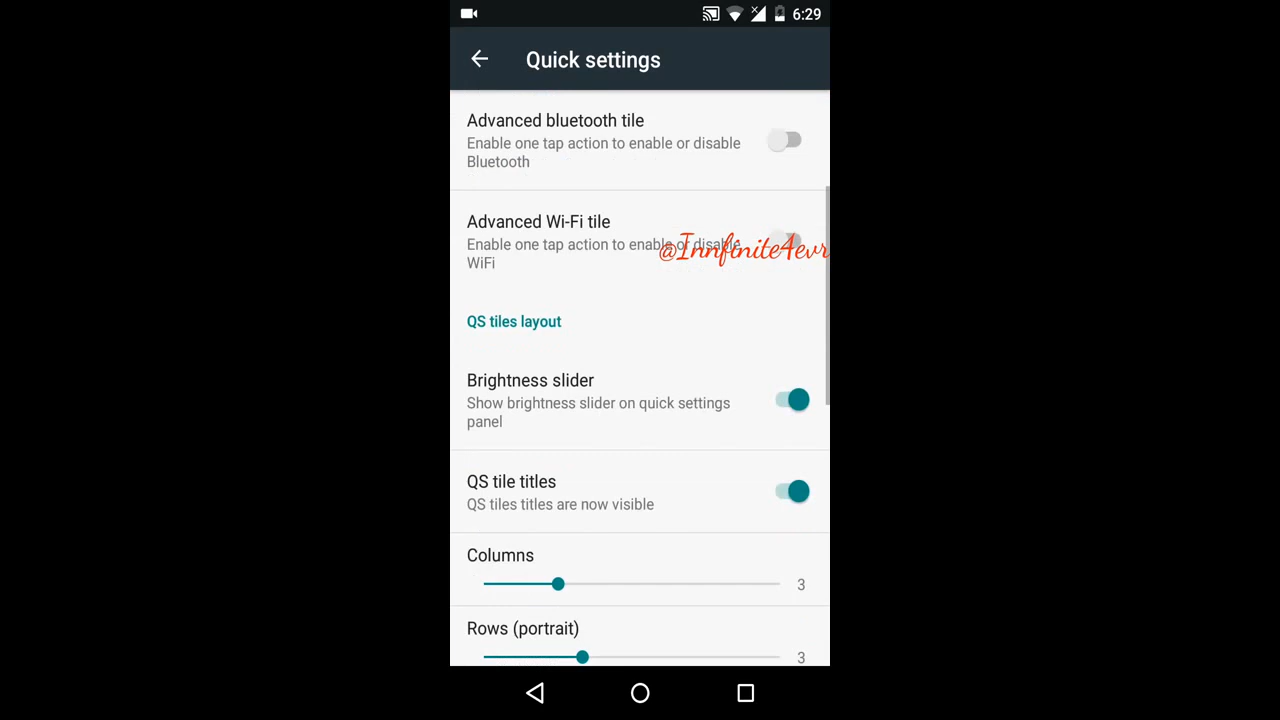 6:29
Quick settings
Advanced bluetooth tile
Enable one tap action to enable or disable
Bluetooth
Advanced Wi-Fi tile
Enable one tap action to enable or disable
@Innfinite4evr
WiFi
QS tiles layout
Brightness slider
Show brightness slider on quick settings
panel
QS tile titles
QS tiles titles are now visible
Columns
3
Rows (portrait)
3